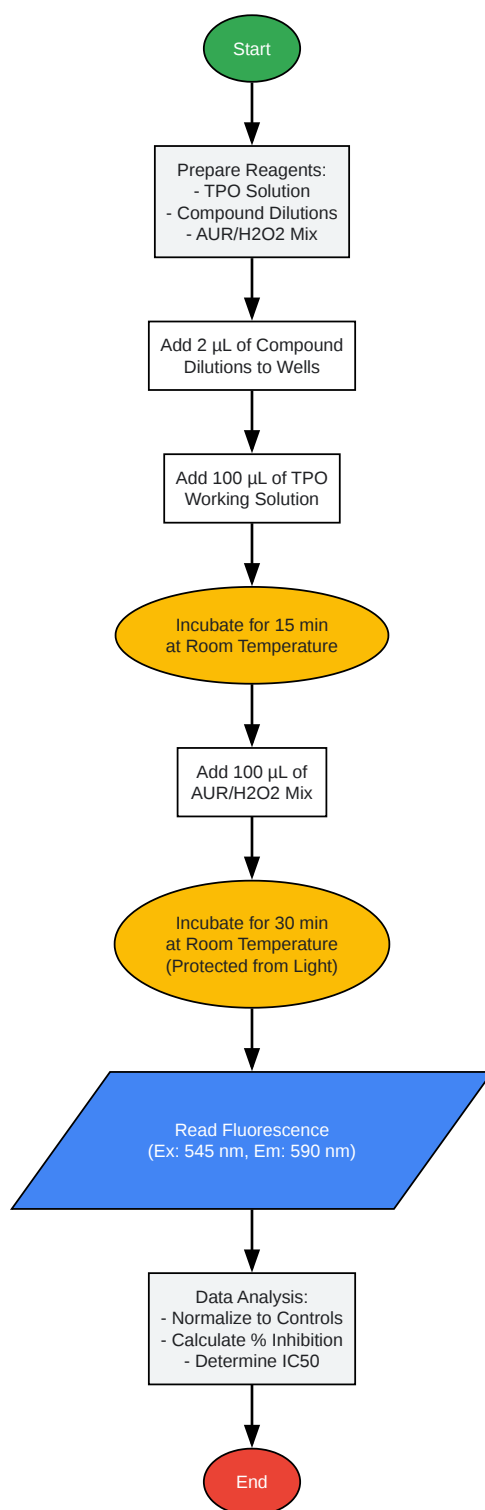 Start
Prepare Reagents:
- TPO Solution
- Compound Dilutions
- AUR/H2O2 Mix
Add 2 µL of Compound
Dilutions to Wells
Add 100 µL of TPO
Working Solution
Incubate for 15 min
at Room Temperature
Add 100 µL of
AUR/H2O2 Mix
Incubate for 30 min
at Room Temperature
(Protected from Light)
Read Fluorescence
(Ex: 545 nm, Em: 590 nm)
Data Analysis:
- Normalize to Controls
- Calculate % Inhibition
- Determine IC50
End